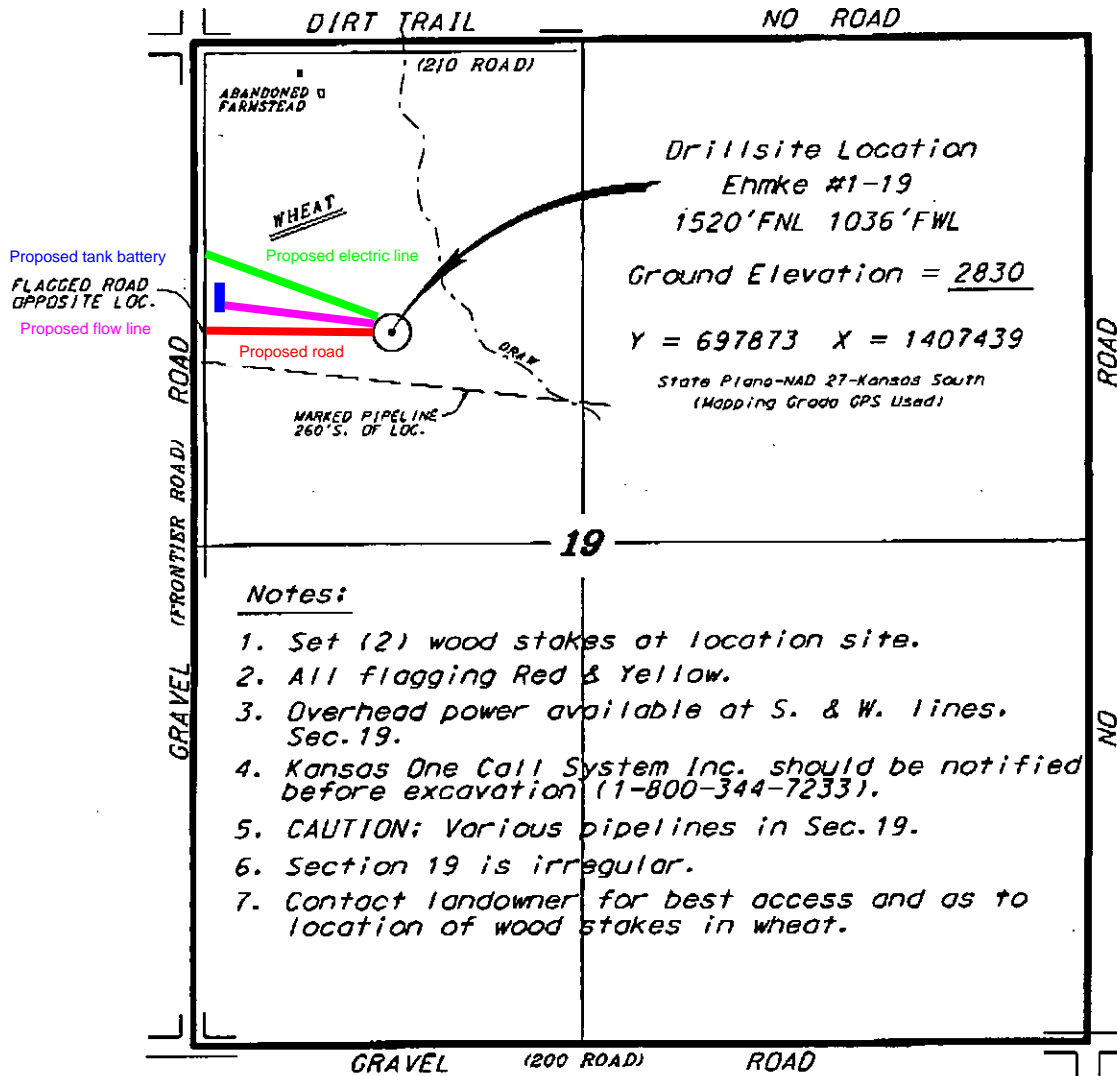 DIRT TRAIL
NO ROAD
(210 ROAD)
ABANDONED
FARMSTEAD
Drillsite Location
Ehmke #1-19
1520'FNL 1036'FWL
Ground Elevation = 2830
Y = 697873 X = 1407439
State Plane-NAD 27-Kansas South
(Mapping Grade GPS Used)
WHEAT
Proposed electric line
Proposed tank battery
FLAGGED ROAD
OPPOSITE LOC.
Proposed flow line
Proposed road
DRAW
MARKED PIPELINE
260'S. OF LOC.
GRAVEL (FRONTIER ROAD) ROAD
NO ROAD
19
Notes:
1. Set (2) wood stakes at location site.
2. All flagging Red & Yellow.
3. Overhead power available at S. & W. lines.
Sec.19.
4. Kansas One Call System Inc. should be notified
before excavation (1-800-344-7233).
5. CAUTION: Various pipelines in Sec.19.
6. Section 19 is irregular.
7. Contact landowner for best access and as to
location of wood stakes in wheat.
GRAVEL (200 ROAD) ROAD